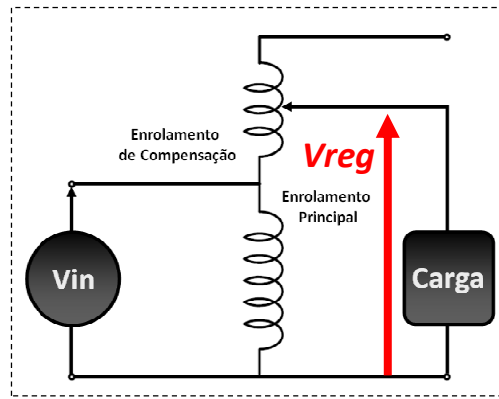 Enrolamento
de Compensação
Vreg
Enrolamento
Principal
Vin
Carga